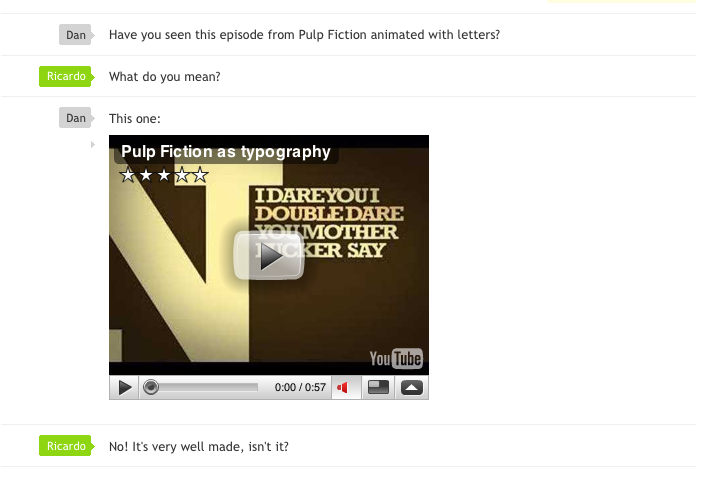 Dan
Have you seen this episode from Pulp Fiction animated with letters?
Ricardo
What do you mean?
Dan
This one:
Pulp Fiction as typography
N
I DARE YOU I
DOUBLE DARE
YOU MOTHER
CKER SAY
YouTube
0:00 / 0:57
Ricardo
No! It's very well made, isn't it?